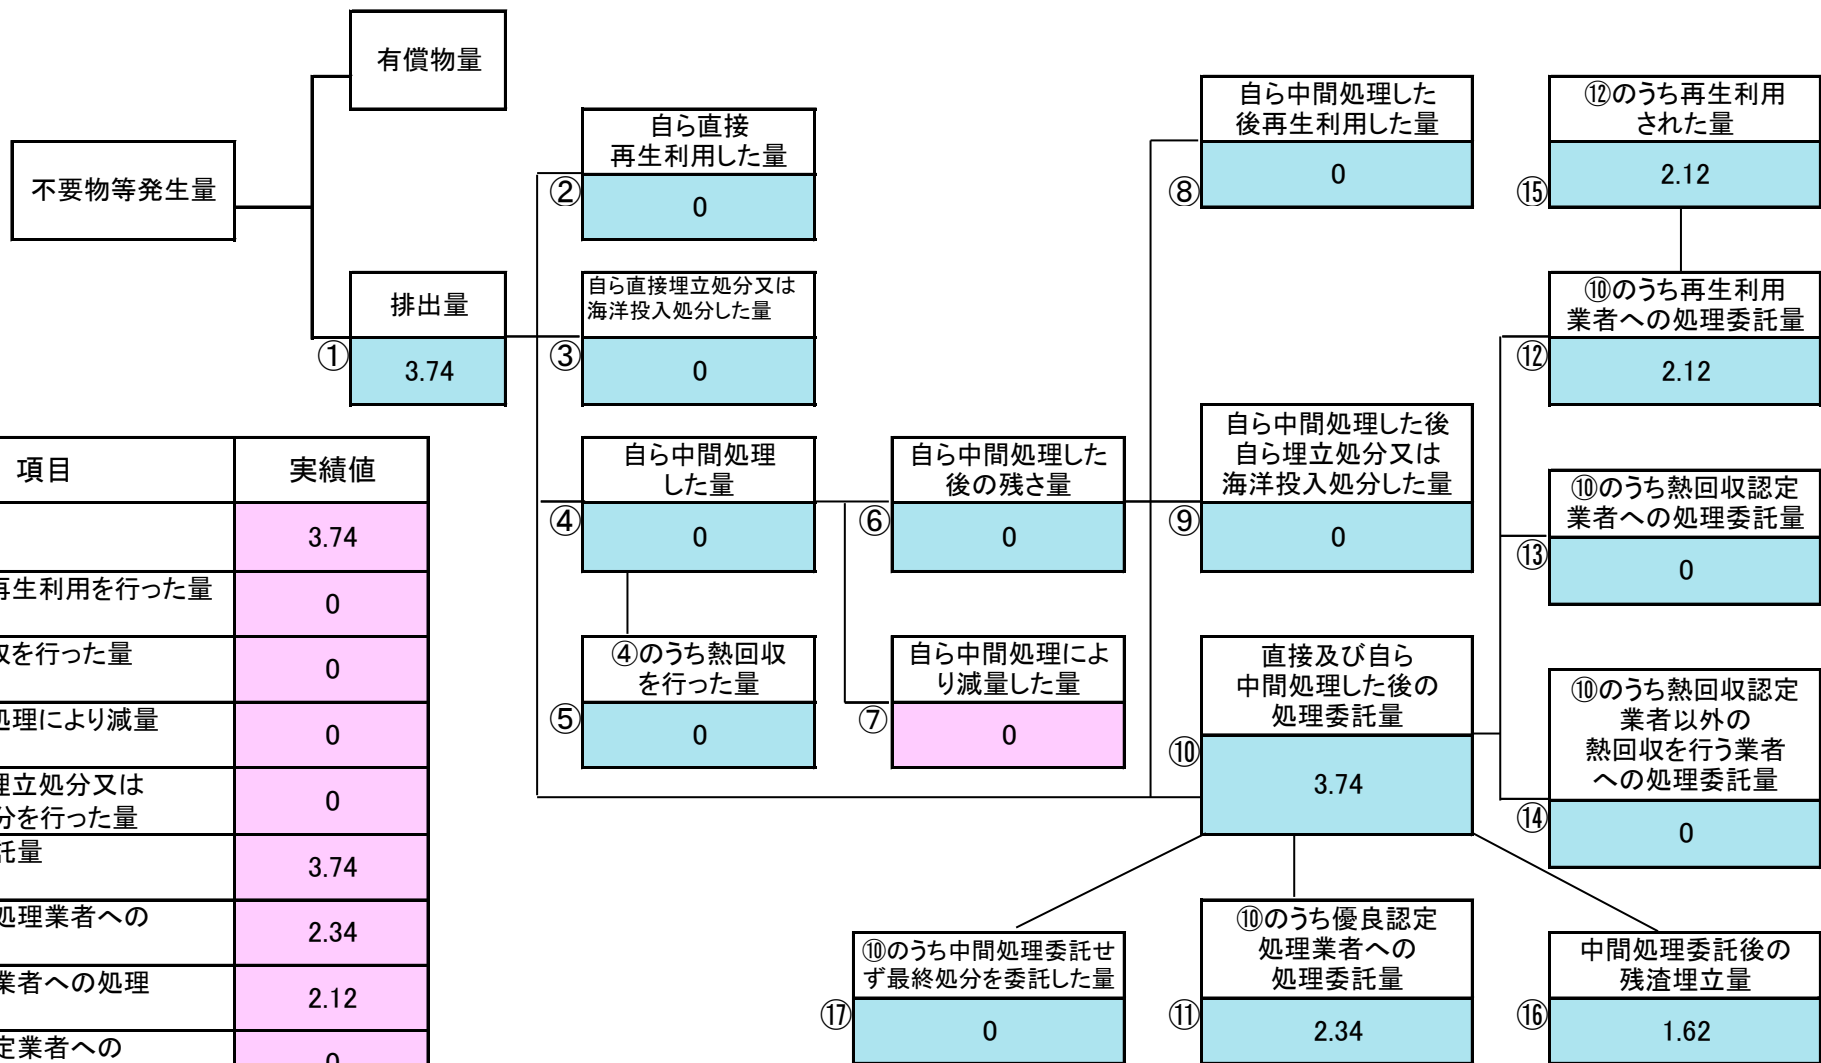 有償物量
不要物等発生量
排出量
①
3.74
自ら直接
再生利用した量
②
0
自ら直接埋立処分又は
海洋投入処分した量
③
0
自ら中間処理
した量
④
0
④のうち熱回収
を行った量
⑤
0
自ら中間処理した
後の残さ量
⑥
0
自ら中間処理によ
り減量した量
⑦
0
自ら中間処理した
後再生利用した量
⑧
0
自ら中間処理した後
自ら埋立処分又は
海洋投入処分した量
⑨
0
直接及び自ら
中間処理した後の
処理委託量
⑩
3.74
⑫のうち再生利用
された量
⑮
2.12
⑩のうち再生利用
業者への処理委託量
⑫
2.12
⑩のうち熱回収認定
業者への処理委託量
⑬
0
⑩のうち熱回収認定
業者以外の
熱回収を行う業者
への処理委託量
⑭
0
⑩のうち中間処理委託せ
ず最終処分を委託した量
⑰
0
⑩のうち優良認定
処理業者への
処理委託量
⑪
2.34
中間処理委託後の
残渣埋立量
⑯
1.62
項目 実績値
3.74
再生利用を行った量
0
を行った量
0
処理により減量
0
埋立処分又は
を行った量
0
託量
3.74
処理業者への
2.34
業者への処理
2.12
定業者への
0